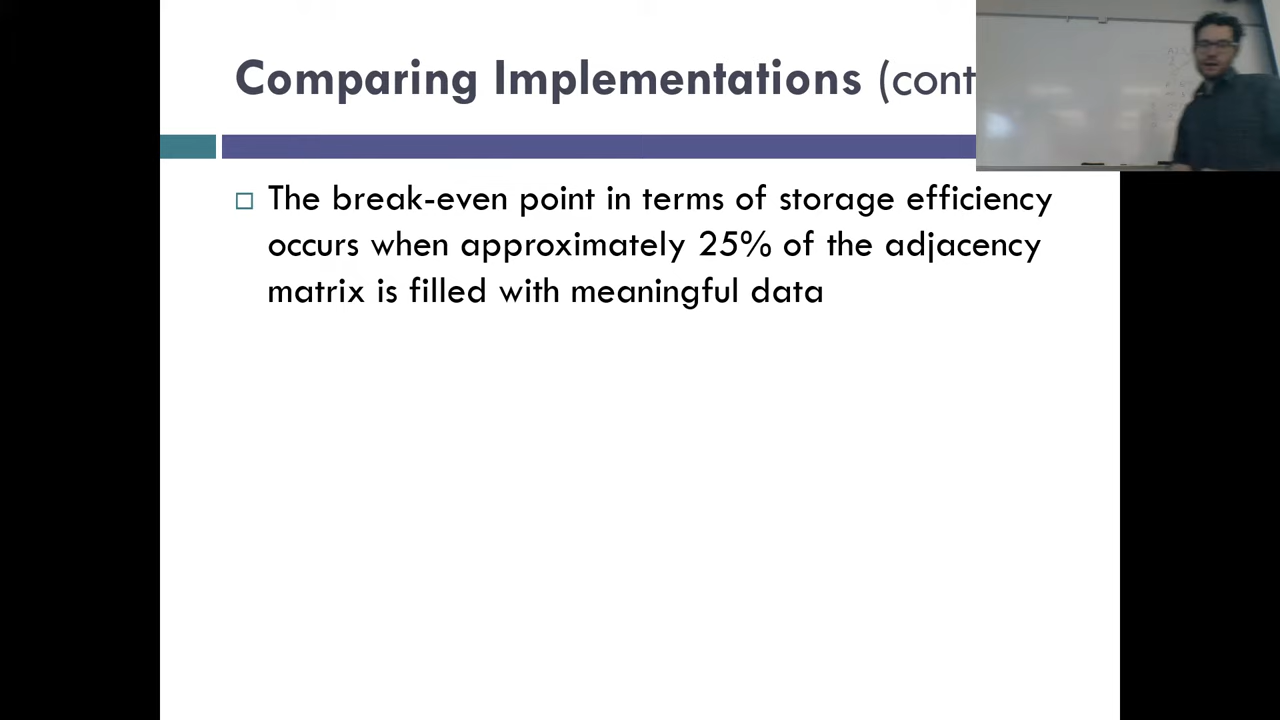 Comparing Implementations (cont
The break-even point in terms of storage efficiency
occurs when approximately 25% of the adjacency
matrix is filled with meaningful data